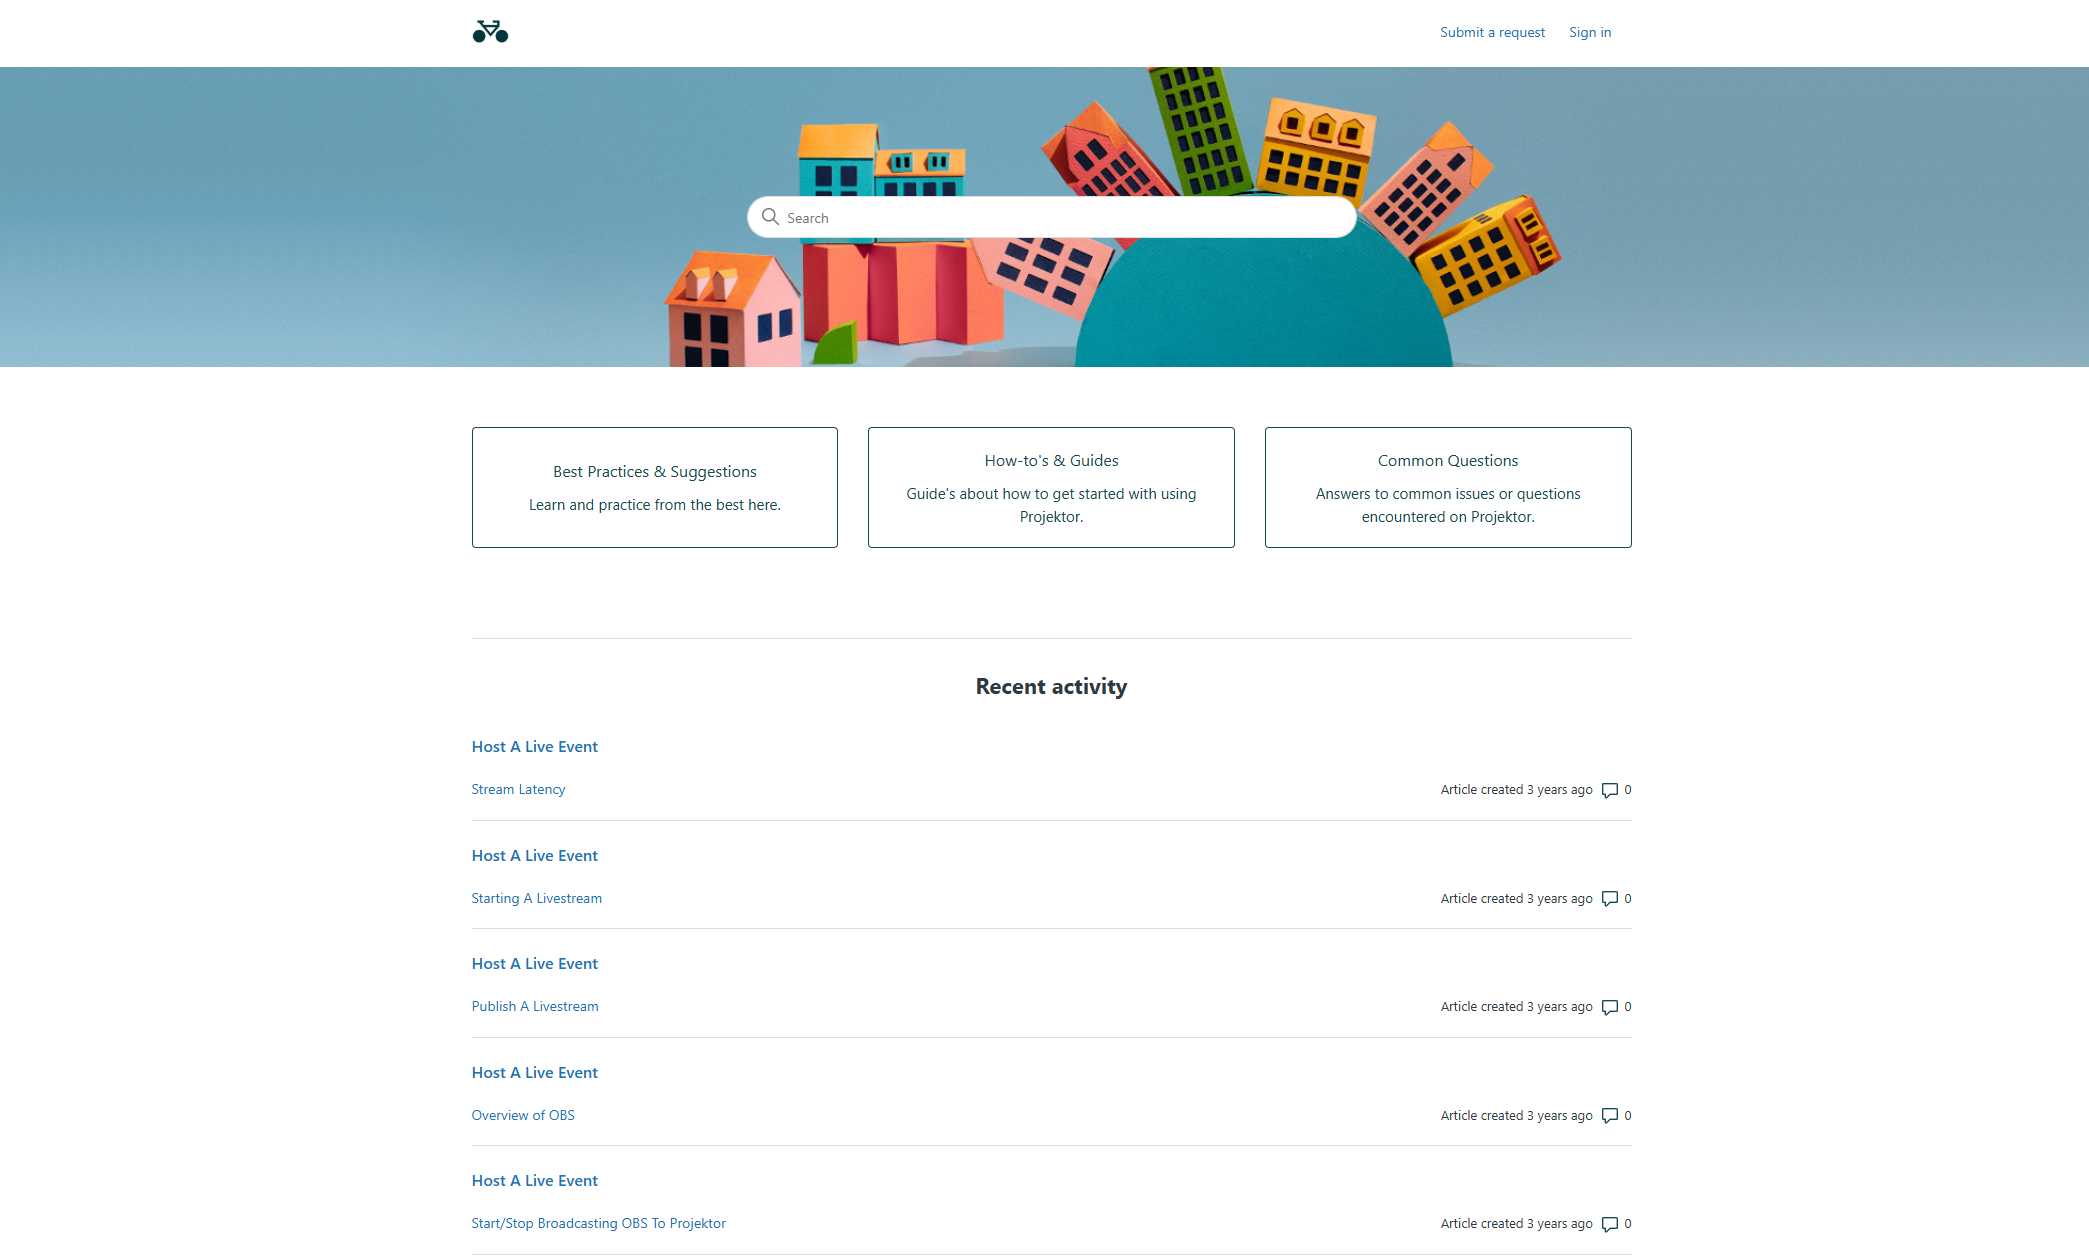 Submit a request
Sign in
Search
Best Practices & Suggestions
Learn and practice from the best here.
How-to's & Guides
Guide's about how to get started with using
Projektor.
Common Questions
Answers to common issues or questions
encountered on Projektor.
Recent activity
Host A Live Event
Stream Latency
Article created 3 years ago 0
Host A Live Event
Starting A Livestream
Article created 3 years ago 0
Host A Live Event
Publish A Livestream
Article created 3 years ago 0
Host A Live Event
Overview of OBS
Article created 3 years ago 0
Host A Live Event
Start/Stop Broadcasting OBS To Projektor
Article created 3 years ago 0